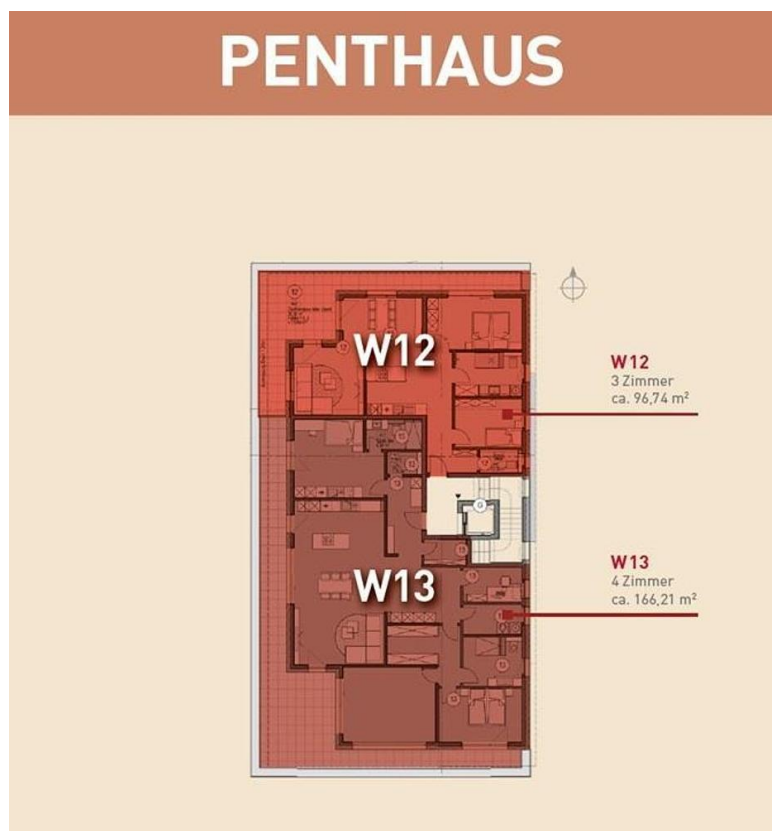 PENTHAUS
W12
W12
3 Zimmer
ca. 96,74 m²
W13
W13
4 Zimmer
ca. 166,21 m²